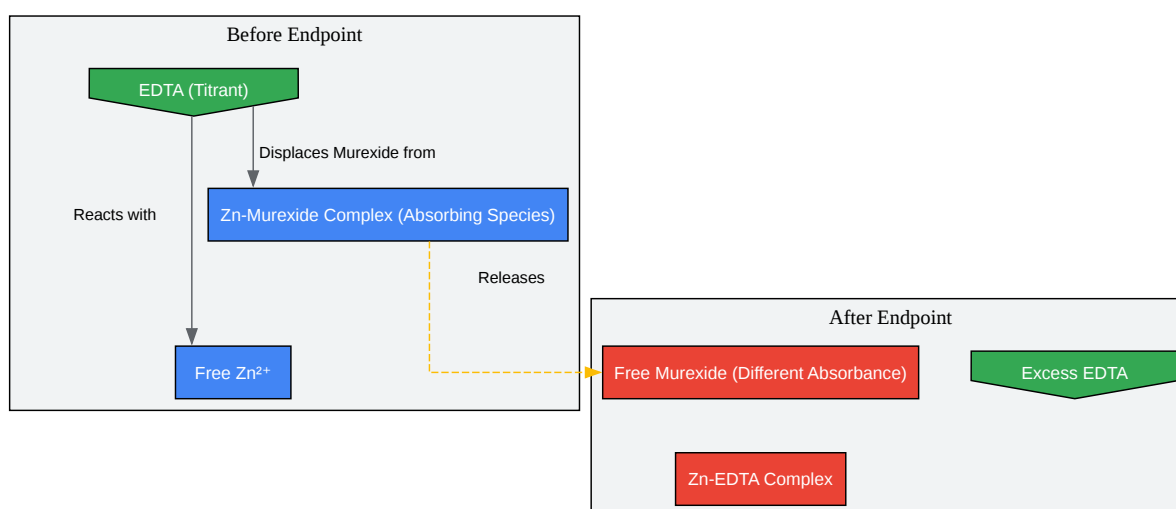 Before Endpoint
EDTA (Titrant)
Displaces Murexide from
Reacts with
Zn-Murexide Complex (Absorbing Species)
Releases
Free Zn²⁺
After Endpoint
Free Murexide (Different Absorbance)
Excess EDTA
Zn-EDTA Complex